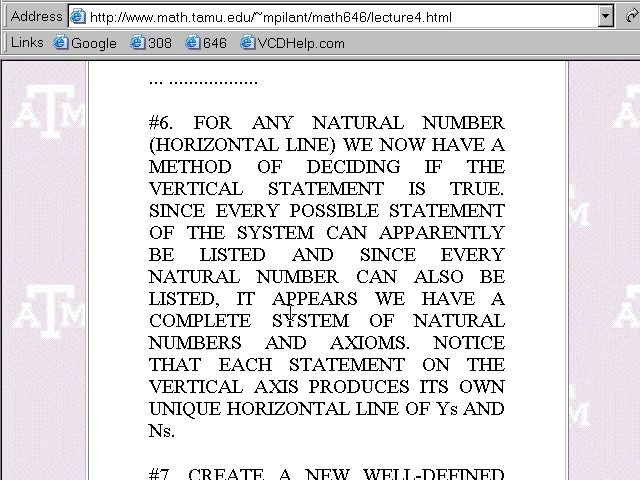 Address http://www.math.tamu.edu/~mpilant/math646/lecture4.html
Links Google 308 646 VCDHelp.com
... ..................
#6. FOR ANY NATURAL NUMBER
(HORIZONTAL LINE) WE NOW HAVE A
METHOD OF DECIDING IF THE
VERTICAL STATEMENT IS TRUE.
SINCE EVERY POSSIBLE STATEMENT
OF THE SYSTEM CAN APPARENTLY
BE LISTED AND SINCE EVERY
NATURAL NUMBER CAN ALSO BE
LISTED, IT APPEARS WE HAVE A
COMPLETE SYSTEM OF NATURAL
NUMBERS AND AXIOMS. NOTICE
THAT EACH STATEMENT ON THE
VERTICAL AXIS PRODUCES ITS OWN
UNIQUE HORIZONTAL LINE OF Ys AND
Ns.
#7. CREATE A NEW WELL-DEFINED